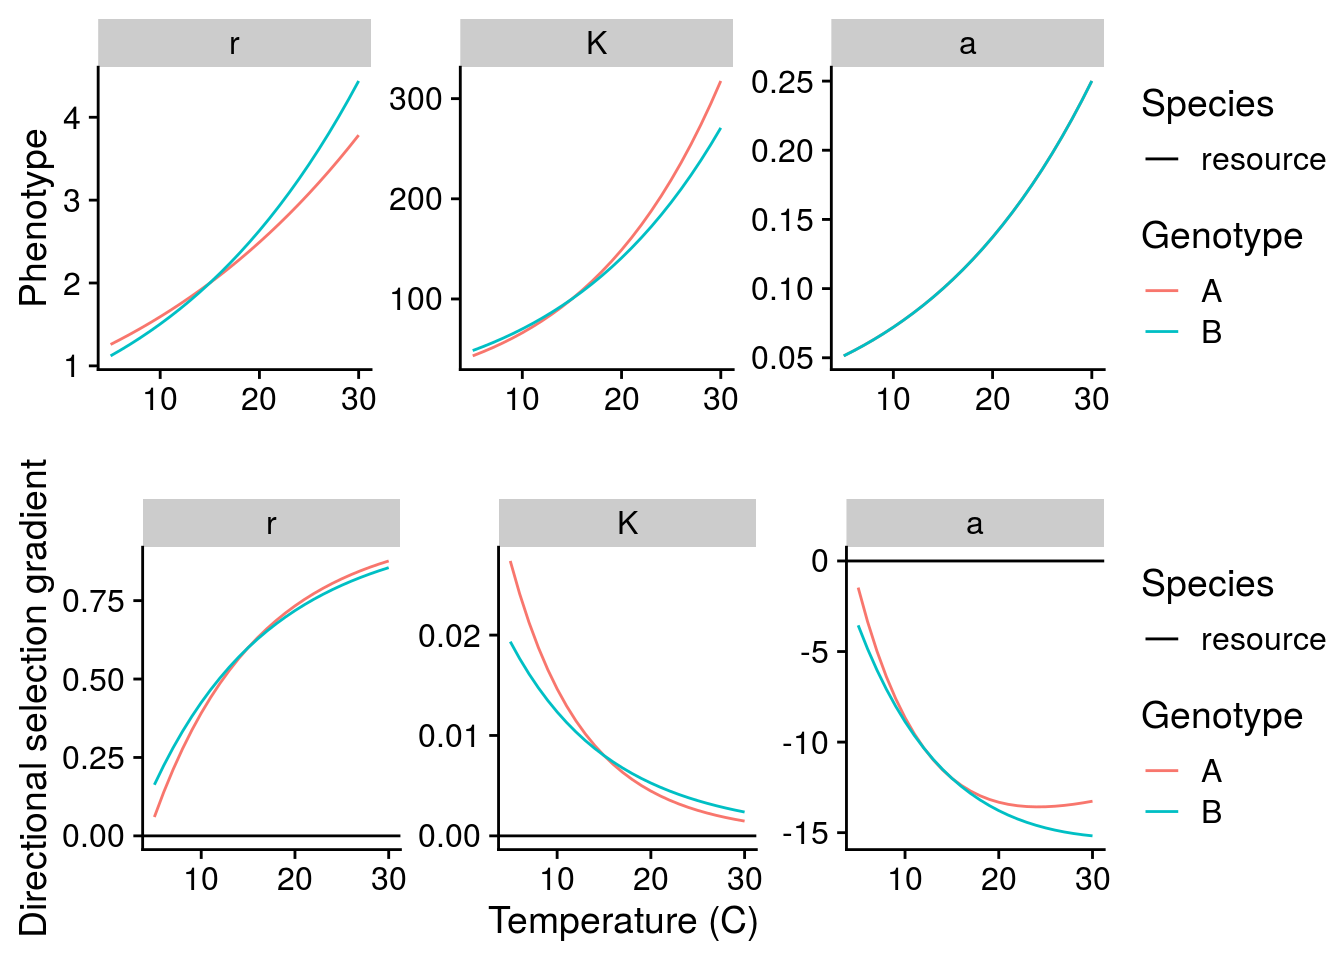 r K a
Phenotype
4
3
2
1
10 20 30
300
200
100
10 20 30
0.25
0.20
0.15
0.10
0.05
10 20 30
Species
resource
Genotype
A
B
Directional selection gradient
r K a
0.75
0.50
0.25
0.00
10 20 30
0.02
0.01
0.00
10 20 30
0
-5
-10
-15
10 20 30
Temperature (C)
Species
resource
Genotype
A
B